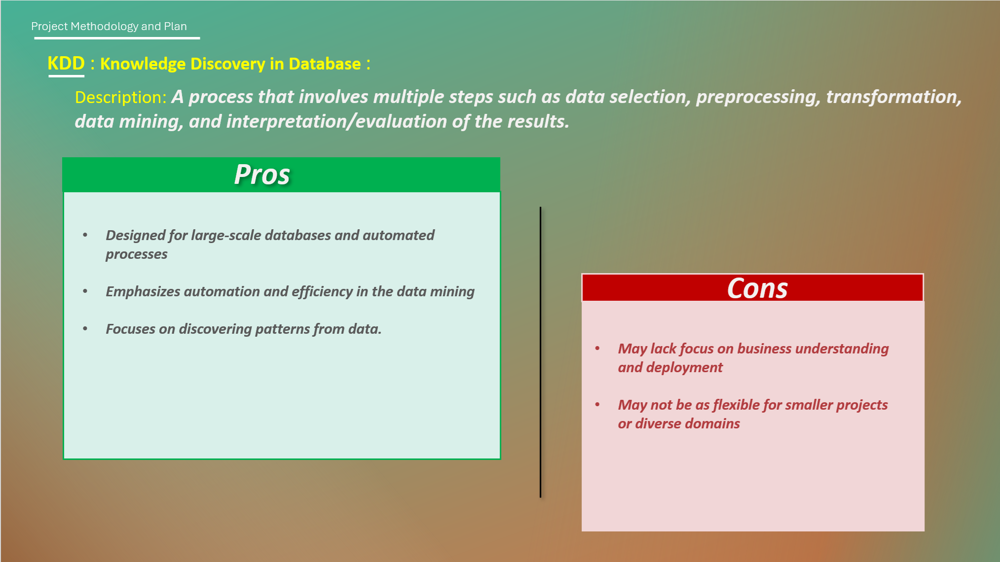 Project Methodology and Plan
KDD : Knowledge Discovery in Database :
Description: A process that involves multiple steps such as data selection, preprocessing, transformation,
data mining, and interpretation/evaluation of the results.
Pros
• Designed for large-scale databases and automated
processes
• Emphasizes automation and efficiency in the data mining
• Focuses on discovering patterns from data.
Cons
• May lack focus on business understanding
and deployment
• May not be as flexible for smaller projects
or diverse domains